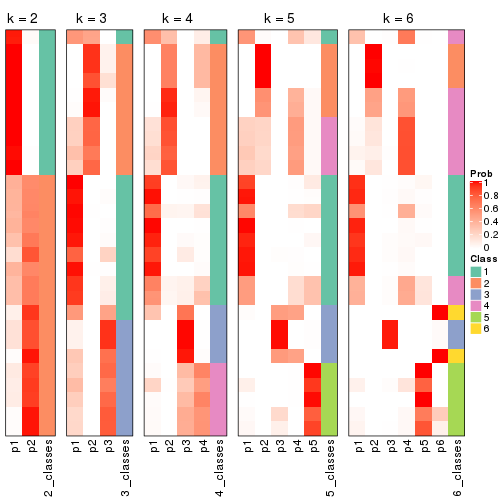 k = 2
k = 3
k = 4
k = 5
k = 6
Prob
1
0.8
0.6
0.4
0.2
0
Class
1
2
3
4
5
6
p1
p2
2_classes
p1
p2
p3
3_classes
p1
p2
p3
p4
4_classes
p1
p2
p3
p4
p5
5_classes
p1
p2
p3
p4
p5
p6
6_classes